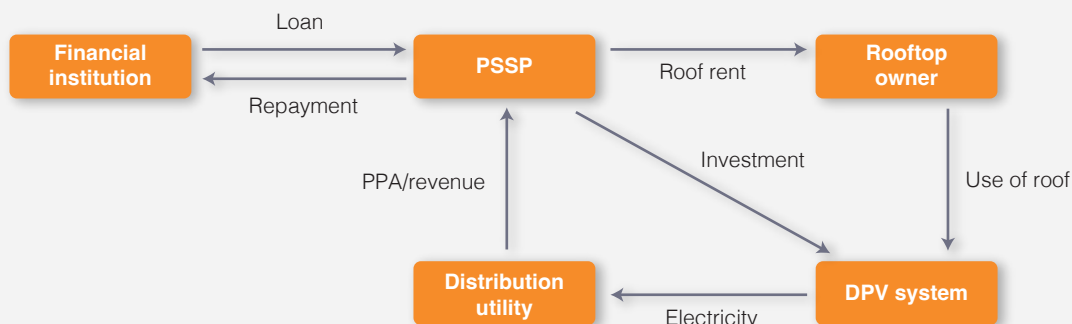 Loan
Financial
institution
PSSP
Rooftop
owner
Roof rent
Repayment
Investment
PPA/revenue
Use of roof
Distribution
utility
DPV system
Electricity